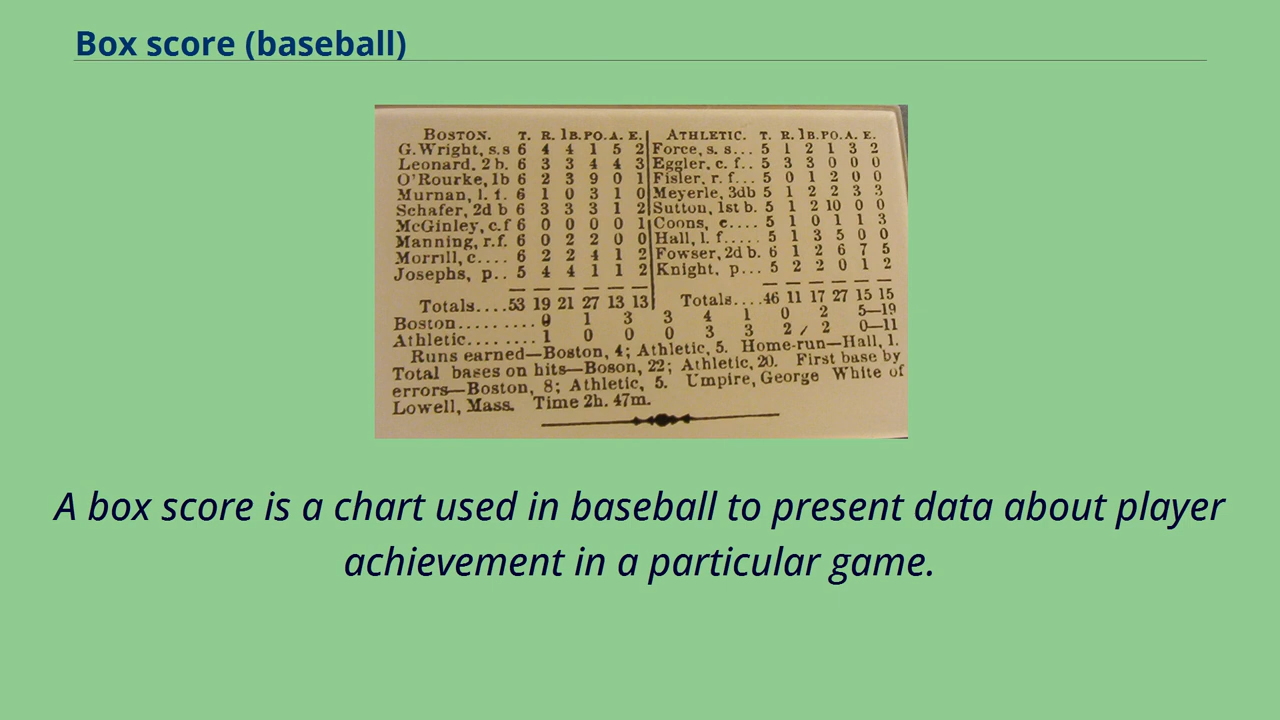 Box score (baseball)
BOSTON. T. R. 1B. PO. A. E. ATHLETIC. T. R. 1B. PO. A. E.
G. Wright, s.s 6 4 4 1 5 2 Force, s. s... 5 1 2 1 3 2
Leonard, 2 b. 6 3 3 4 4 3 Eggler, c. f.. 5 3 3 0 0 0
O'Rourke, 1b 6 2 3 9 0 1 Fisler, r. f... 5 0 1 2 0 0
Murnan, l. f. 6 1 0 3 1 0 Meyerle, 3db 5 1 2 2 3 3
Schafer, 2d b 6 3 3 3 1 2 Sutton, 1st b. 5 1 2 10 0 0
McGinley, c.f 6 0 0 0 0 1 Coons, c.... 5 1 0 1 1 3
Manning, r.f. 6 0 2 2 0 0 Hall, l. f..... 5 1 3 5 0 0
Morrill, c.... 6 2 2 4 1 2 Fowser, 2d b. 6 1 2 6 7 5
Josephs, p.. 5 4 4 1 1 2 Knight, p... 5 2 2 0 1 2
Totals....53 19 21 27 13 13 Totals....46 11 17 27 15 15
Boston.......... 0 1 3 3 4 1 0 2 5—19
Athletic......... 1 0 0 0 3 3 2 2 0—11
Runs earned—Boston, 4; Athletic, 5. Home-run—Hall, 1.
Total bases on hits—Boson, 22; Athletic, 20. First base by
errors—Boston, 8; Athletic, 5. Umpire, George White of
Lowell, Mass. Time 2h. 47m.
A box score is a chart used in baseball to present data about player
achievement in a particular game.